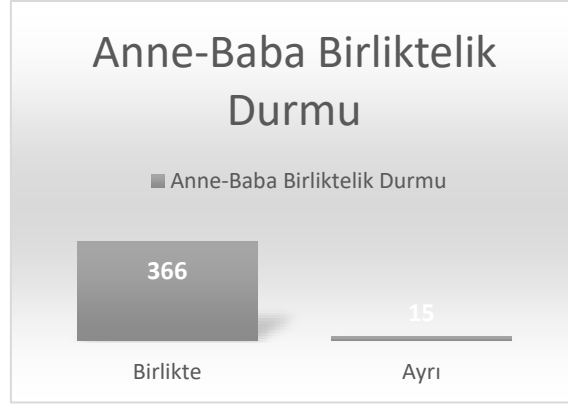 Anne-Baba Birliktelik
Durmu
Anne-Baba Birliktelik Durmu
366
15
Birlikte
Ayrı